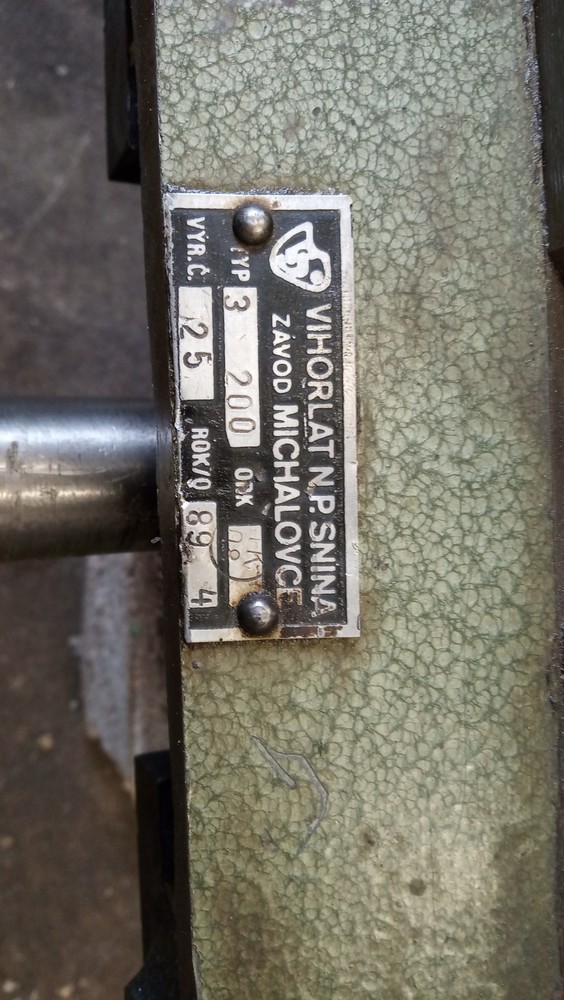 VIHORLAT N.P. SNINA
ZÁVOD MICHALOVCE
TYP 3 200
VÝR.Č. 25 ROK/Q 89 4